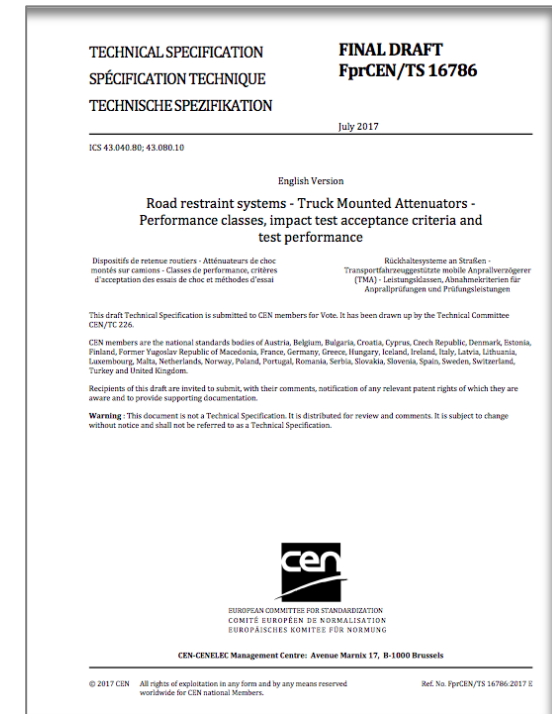 TECHNICAL SPECIFICATION
SPÉCIFICATION TECHNIQUE
TECHNISCHE SPEZIFIKATION
FINAL DRAFT
FprCEN/TS 16786
July 2017
ICS 43.040.80; 43.080.10
English Version
Road restraint systems - Truck Mounted Attenuators -
Performance classes, impact test acceptance criteria and
test performance
Dispositifs de retenue routiers - Atténuateurs de choc
montés sur camions - Classes de performance, critères
d'acceptation des essais de choc et méthodes d'essai
Rückhaltesysteme an Straßen -
Transportfahrzeuggestützte mobile Anprallverzögerer
(TMA) - Leistungsklassen, Abnahmekriterien für
Anprallprüfungen und Prüfungsleistungen
This draft Technical Specification is submitted to CEN members for Vote. It has been drawn up by the Technical Committee
CEN/TC 226.
CEN members are the national standards bodies of Austria, Belgium, Bulgaria, Croatia, Cyprus, Czech Republic, Denmark, Estonia,
Finland, Former Yugoslav Republic of Macedonia, France, Germany, Greece, Hungary, Iceland, Ireland, Italy, Latvia, Lithuania,
Luxembourg, Malta, Netherlands, Norway, Poland, Portugal, Romania, Serbia, Slovakia, Slovenia, Spain, Sweden, Switzerland,
Turkey and United Kingdom.
Recipients of this draft are invited to submit, with their comments, notification of any relevant patent rights of which they are
aware and to provide supporting documentation.
Warning : This document is not a Technical Specification. It is distributed for review and comments. It is subject to change
without notice and shall not be referred to as a Technical Specification.
cen
EUROPEAN COMMITTEE FOR STANDARDIZATION
COMITÉ EUROPÉEN DE NORMALISATION
EUROPÄISCHES KOMITEE FÜR NORMUNG
CEN-CENELEC Management Centre: Avenue Marnix 17, B-1000 Brussels
© 2017 CEN All rights of exploitation in any form and by any means reserved
worldwide for CEN national Members.
Ref. No. FprCEN/TS 16786:2017 E